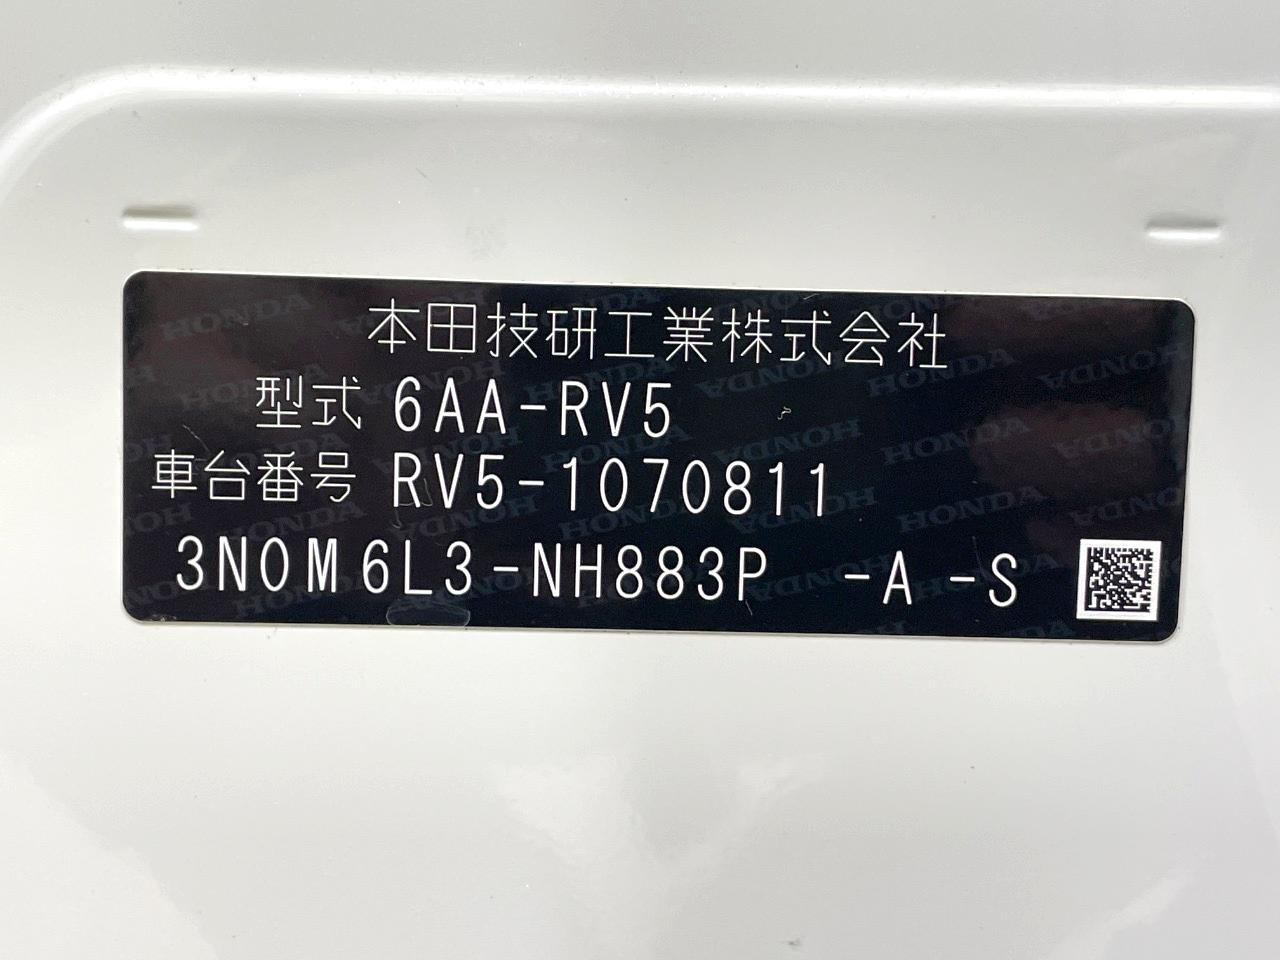 本田技研工業株式会社
型式 6AA-RV5
車台番号 RV5-1070811
3N0M6L3-NH883P -A -S